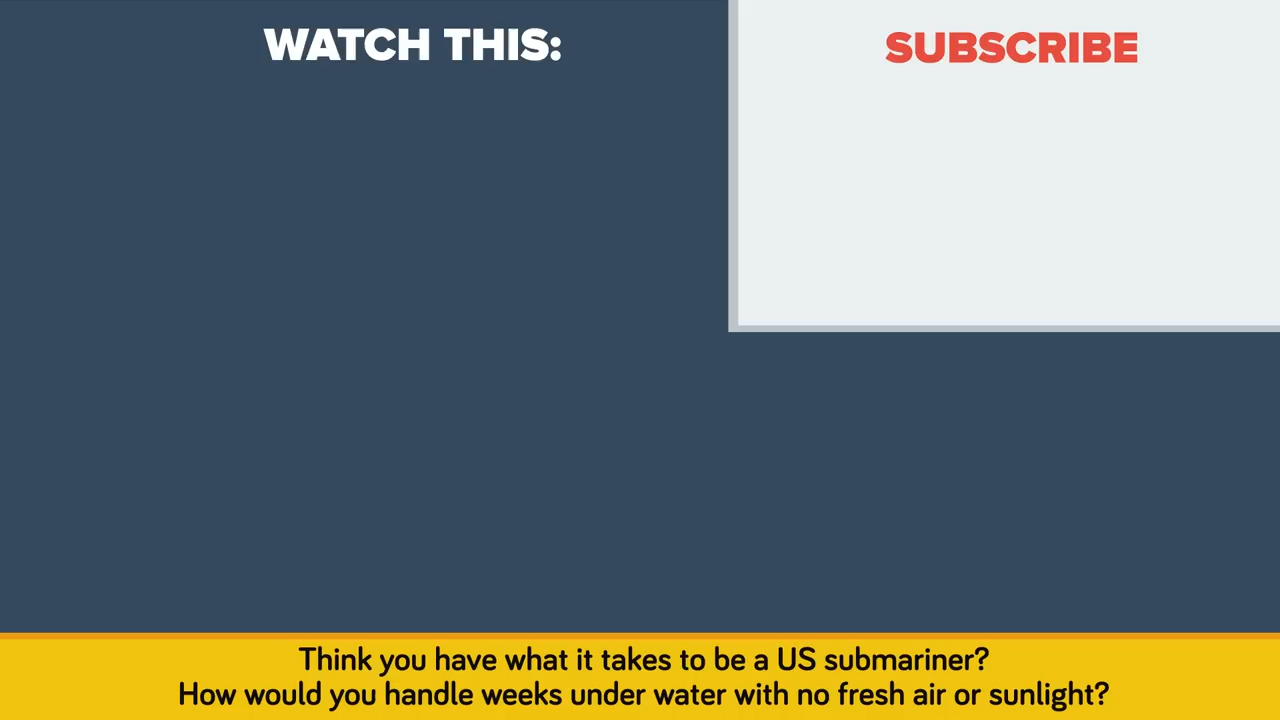 WATCH THIS:
SUBSCRIBE
Think you have what it takes to be a US submariner?
How would you handle weeks under water with no fresh air or sunlight?